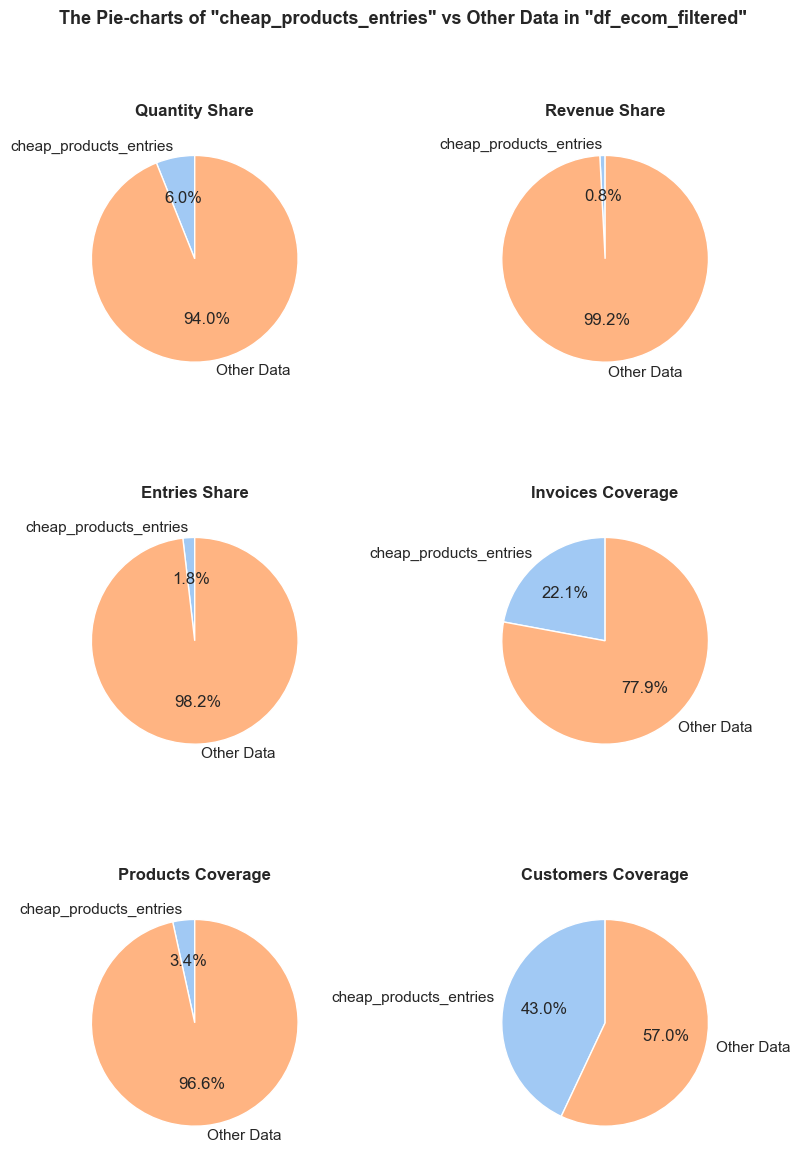 The Pie-charts of "cheap_products_entries" vs Other Data in "df_ecom_filtered"
Quantity Share
cheap_products_entries
6.0%
94.0%
Other Data
Revenue Share
cheap_products_entries
0.8%
99.2%
Other Data
Entries Share
cheap_products_entries
1.8%
98.2%
Other Data
Invoices Coverage
cheap_products_entries
22.1%
77.9%
Other Data
Products Coverage
cheap_products_entries
3.4%
96.6%
Other Data
Customers Coverage
cheap_products_entries
43.0%
57.0%
Other Data